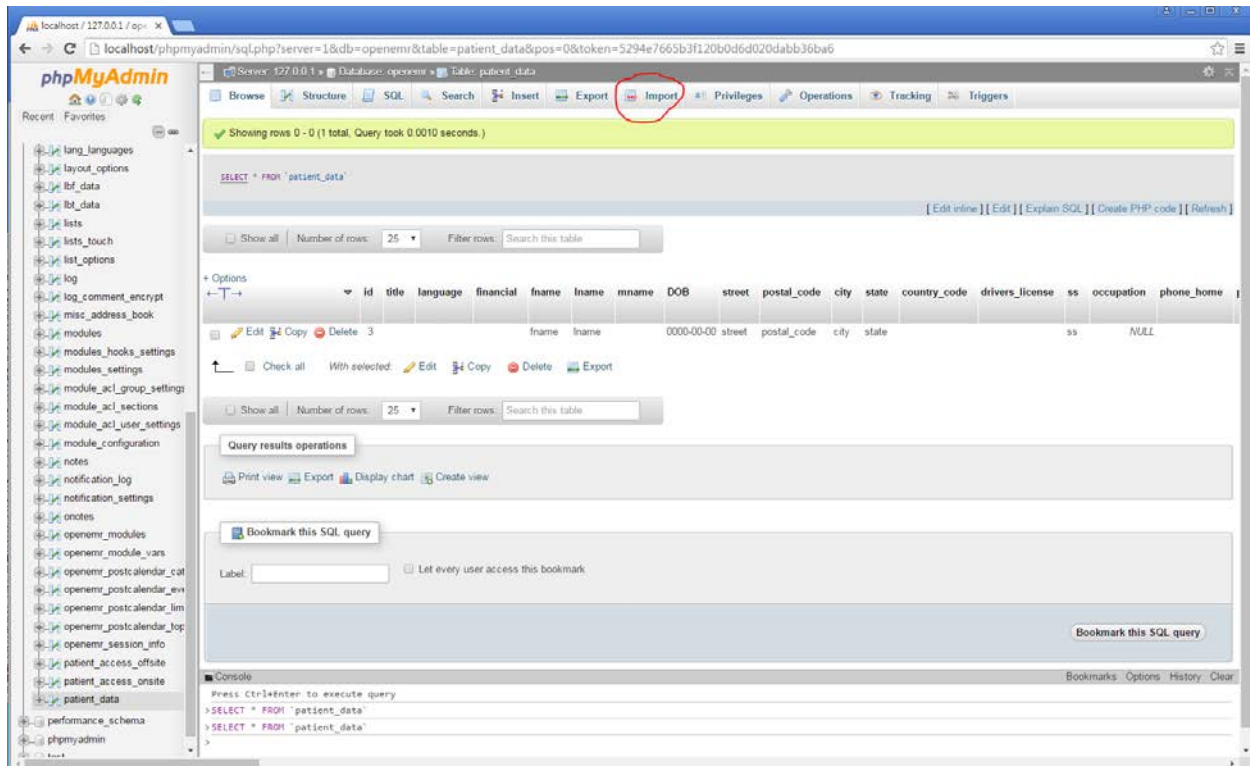 localhost / 127.0.0.1 / ope
localhost/phpmyadmin/sql.php?server=1&db=openemr&table=patient_data&pos=0&token=5294e7665b3f120b0d6d020dabb36ba6
phpMyAdmin
Recent Favorites
lang_languages
layout_options
lbf_data
lbt_data
lists
lists_touch
list_options
log
log_comment_encrypt
misc_address_book
modules
modules_hooks_settings
modules_settings
module_acl_group_settings
module_acl_sections
module_acl_user_settings
module_configuration
notes
notification_log
notification_settings
onotes
openemr_modules
openemr_module_vars
openemr_postcalendar_cat
openemr_postcalendar_eve
openemr_postcalendar_lim
openemr_postcalendar_top
openemr_session_info
patient_access_offsite
patient_access_onsite
patient_data
performance_schema
phpmyadmin
Server: 127.0.0.1 » Database: openemr » Table: patient_data
Browse Structure SQL Search Insert Export Import Privileges Operations Tracking Triggers
Showing rows 0 - 0 (1 total, Query took 0.0010 seconds.)
SELECT * FROM `patient_data`
[ Edit inline ] [ Edit ] [ Explain SQL ] [ Create PHP code ] [ Refresh ]
Show all | Number of rows: 25 Filter rows: Search this table
+ Options
←T→ id title language financial fname lname mname DOB street postal_code city state country_code drivers_license ss occupation phone_home
Edit Copy Delete 3 fname lname 0000-00-00 street postal_code city state ss NULL
Check all With selected: Edit Copy Delete Export
Show all | Number of rows: 25 Filter rows: Search this table
Query results operations
Print view Export Display chart Create view
Bookmark this SQL query
Label: Let every user access this bookmark
Bookmark this SQL query
Console Bookmarks Options History Clear
Press Ctrl+Enter to execute query
>SELECT * FROM `patient_data`
>SELECT * FROM `patient_data`
>